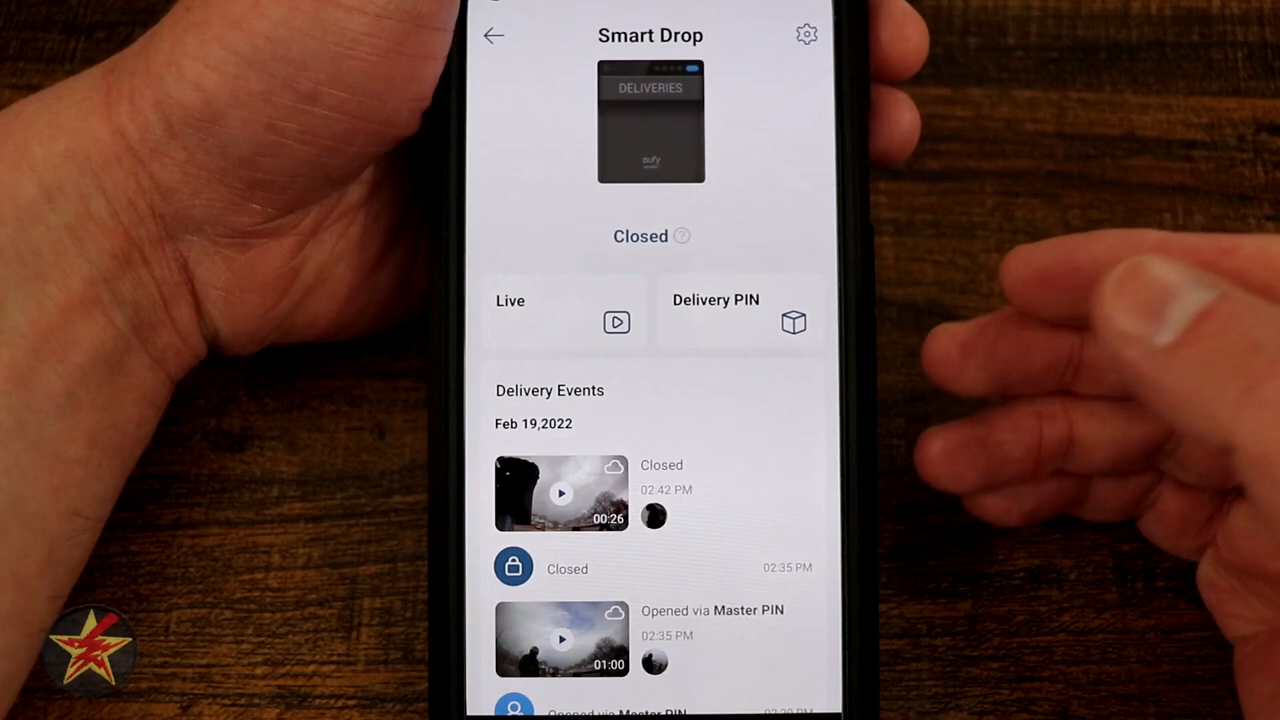 Smart Drop
DELIVERIES
eufy
Closed
Live
Delivery PIN
Delivery Events
Feb 19,2022
Closed
02:42 PM
00:26
Closed
02:35 PM
Opened via Master PIN
02:35 PM
01:00
Opened via Master PIN